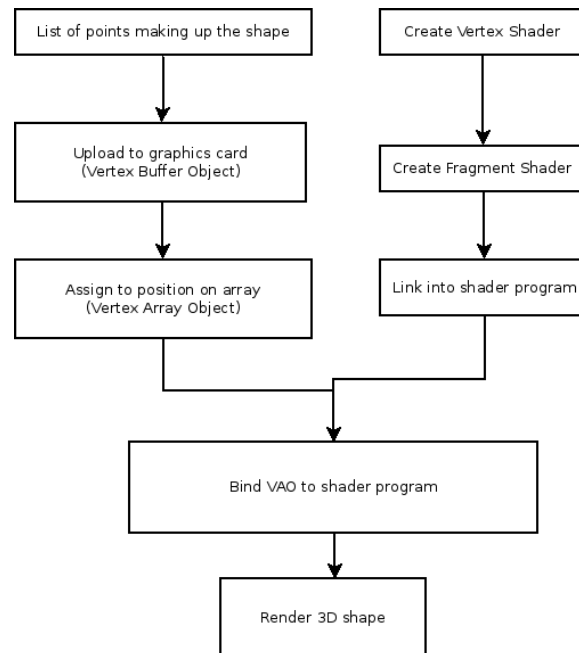 List of points making up the shape
Create Vertex Shader
Upload to graphics card
(Vertex Buffer Object)
Create Fragment Shader
Assign to position on array
(Vertex Array Object)
Link into shader program
Bind VAO to shader program
Render 3D shape